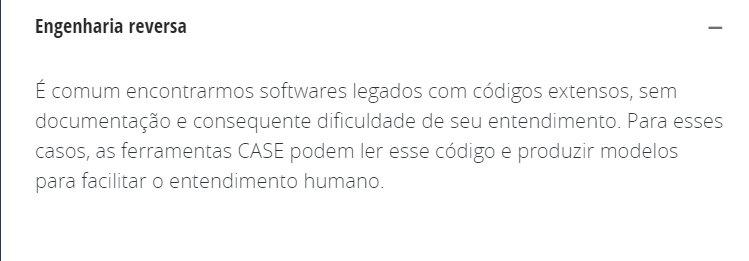 Engenharia reversa
É comum encontrarmos softwares legados com códigos extensos, sem
documentação e consequente dificuldade de seu entendimento. Para esses
casos, as ferramentas CASE podem ler esse código e produzir modelos
para facilitar o entendimento humano.